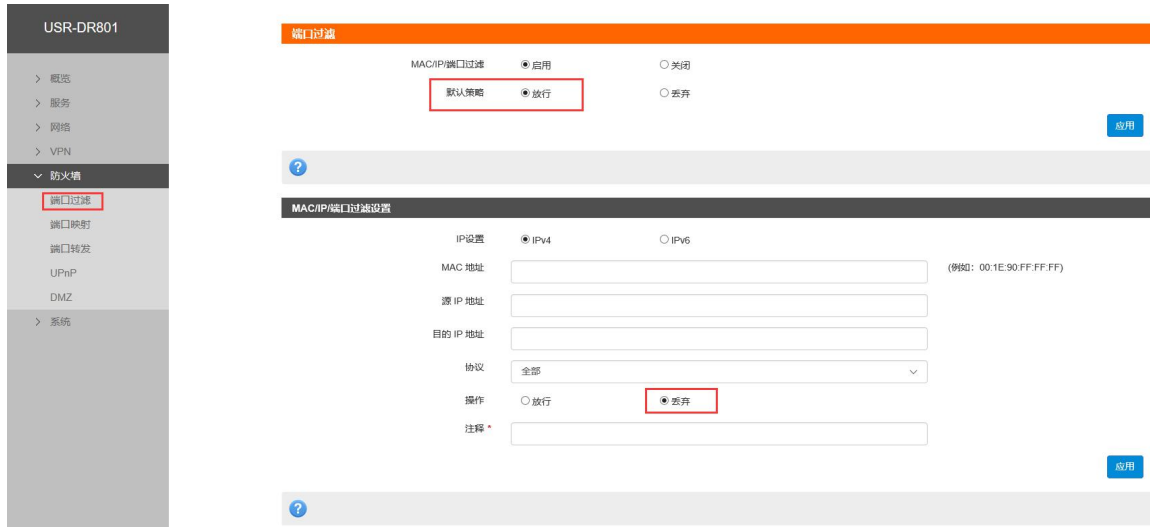 USR-DR801
概览
服务
网络
VPN
防火墙
端口过滤
端口映射
端口转发
UPnP
DMZ
系统
端口过滤
MAC/IP/端口过滤 启用 关闭
默认策略 放行 丢弃
应用
MAC/IP/端口过滤设置
IP设置 IPv4 IPv6
MAC 地址 (例如：00:1E:90:FF:FF:FF)
源 IP 地址
目的 IP 地址
协议 全部
操作 放行 丢弃
注释 *
应用